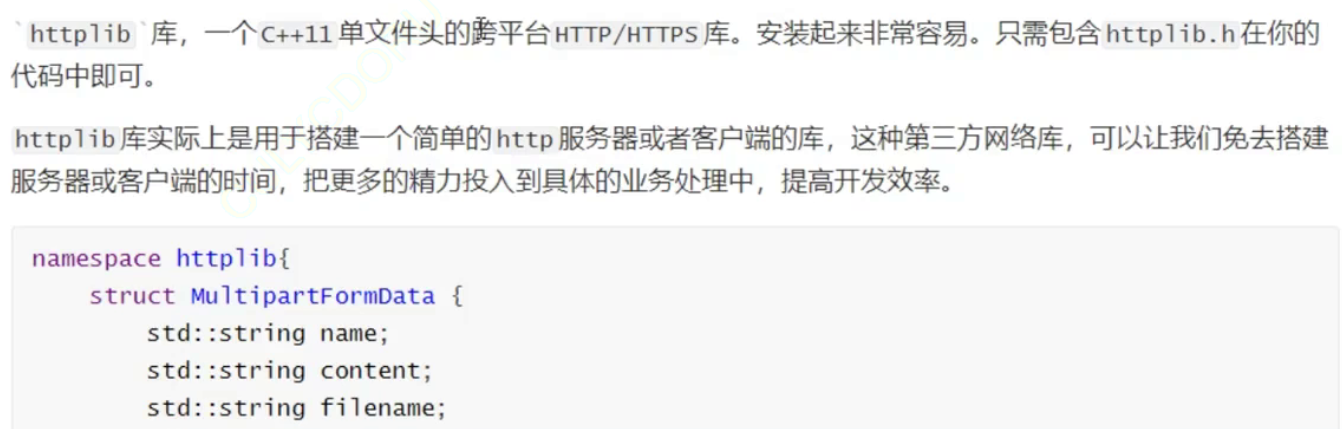 `httplib`库，一个C++11单文件头的跨平台HTTP/HTTPS库。安装起来非常容易。只需包含httplib.h在你的
代码中即可。
httplib库实际上是用于搭建一个简单的http服务器或者客户端的库，这种第三方网络库，可以让我们免去搭建
服务器或客户端的时间，把更多的精力投入到具体的业务处理中，提高开发效率。
namespace httplib{
    struct MultipartFormData {
        std::string name;
        std::string content;
        std::string filename;